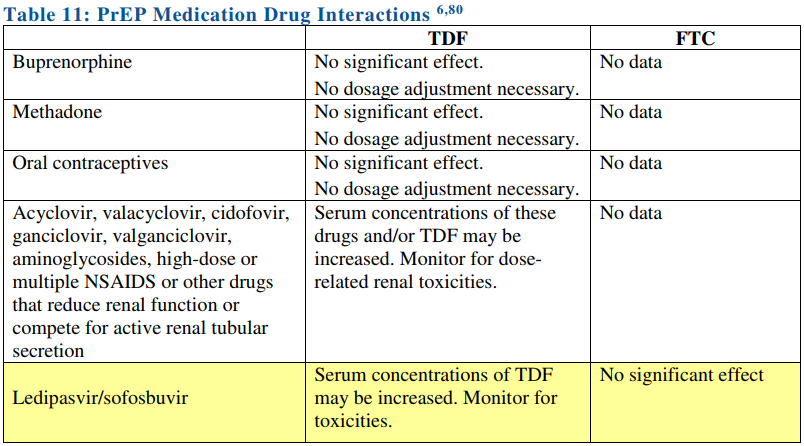 Table 11: PrEP Medication Drug Interactions 6,80
TDF FTC
Buprenorphine No significant effect. No data
No dosage adjustment necessary.
Methadone No significant effect. No data
No dosage adjustment necessary.
Oral contraceptives No significant effect. No data
No dosage adjustment necessary.
Acyclovir, valacyclovir, cidofovir, Serum concentrations of these No data
ganciclovir, valganciclovir, drugs and/or TDF may be
aminoglycosides, high-dose or increased. Monitor for dose-
multiple NSAIDS or other drugs related renal toxicities.
that reduce renal function or
compete for active renal tubular
secretion
Serum concentrations of TDF No significant effect
Ledipasvir/sofosbuvir may be increased. Monitor for
toxicities.